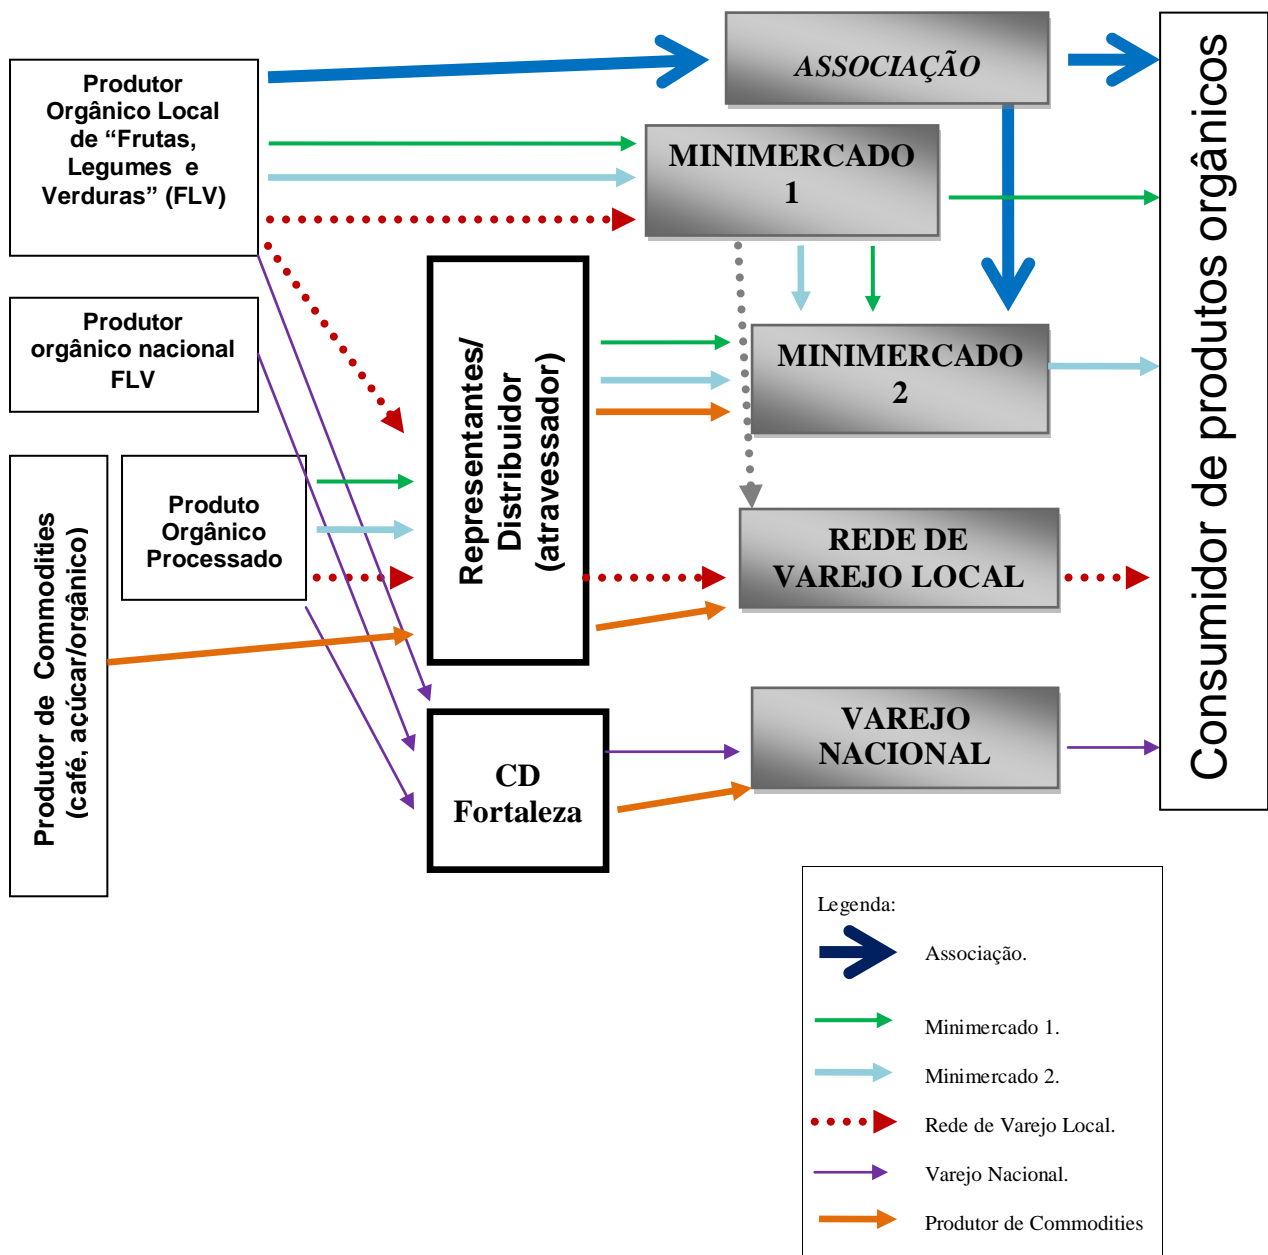 Produtor
Orgânico Local
de “Frutas,
Legumes e
Verduras” (FLV)
Produtor
orgânico nacional
FLV
Produtor de Commodities
(café, açúcar/orgânico)
Produto
Orgânico
Processado
Representantes/
Distribuidor
(atravessador)
CD
Fortaleza
ASSOCIAÇÃO
MINIMERCADO
1
MINIMERCADO
2
REDE DE
VAREJO LOCAL
VAREJO
NACIONAL
Consumidor de produtos orgânicos
Legenda:
Associação.
Minimercado 1.
Minimercado 2.
Rede de Varejo Local.
Varejo Nacional.
Produtor de Commodities